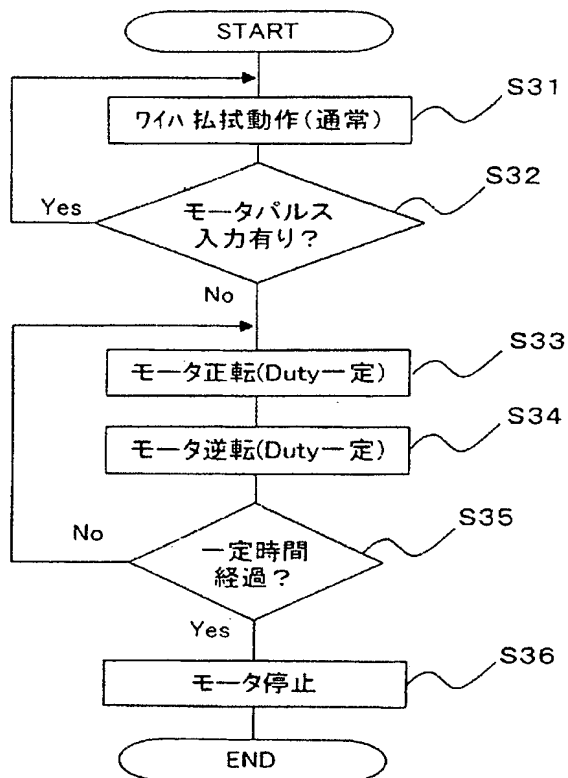 START
ワイハ 払拭動作(通常)
S31
モータパルス
入力有り?
S32
Yes
No
モータ正転(Duty一定)
S33
モータ逆転(Duty一定)
S34
一定時間
経過?
S35
No
Yes
モータ停止
S36
END